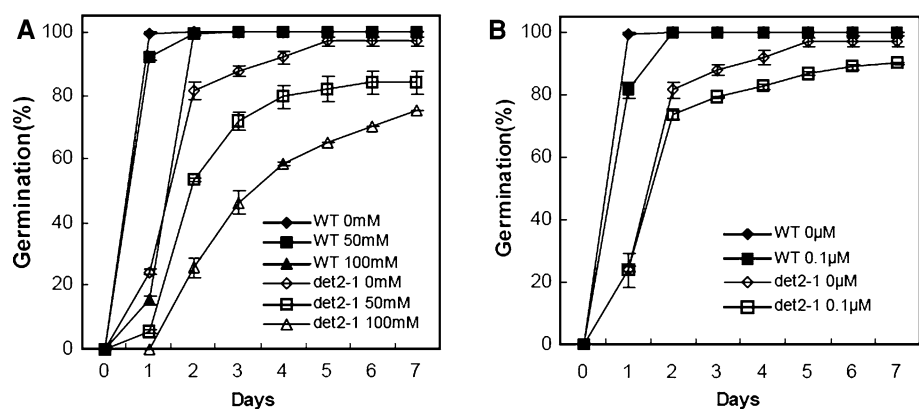 A
Germination(%)
100
80
60
40
20
0
WT 0mM
WT 50mM
WT 100mM
det2-1 0mM
det2-1 50mM
det2-1 100mM
0 1 2 3 4 5 6 7
Days
B
Germination(%)
100
80
60
40
20
0
WT 0µM
WT 0.1µM
det2-1 0µM
det2-1 0.1µM
0 1 2 3 4 5 6 7
Days